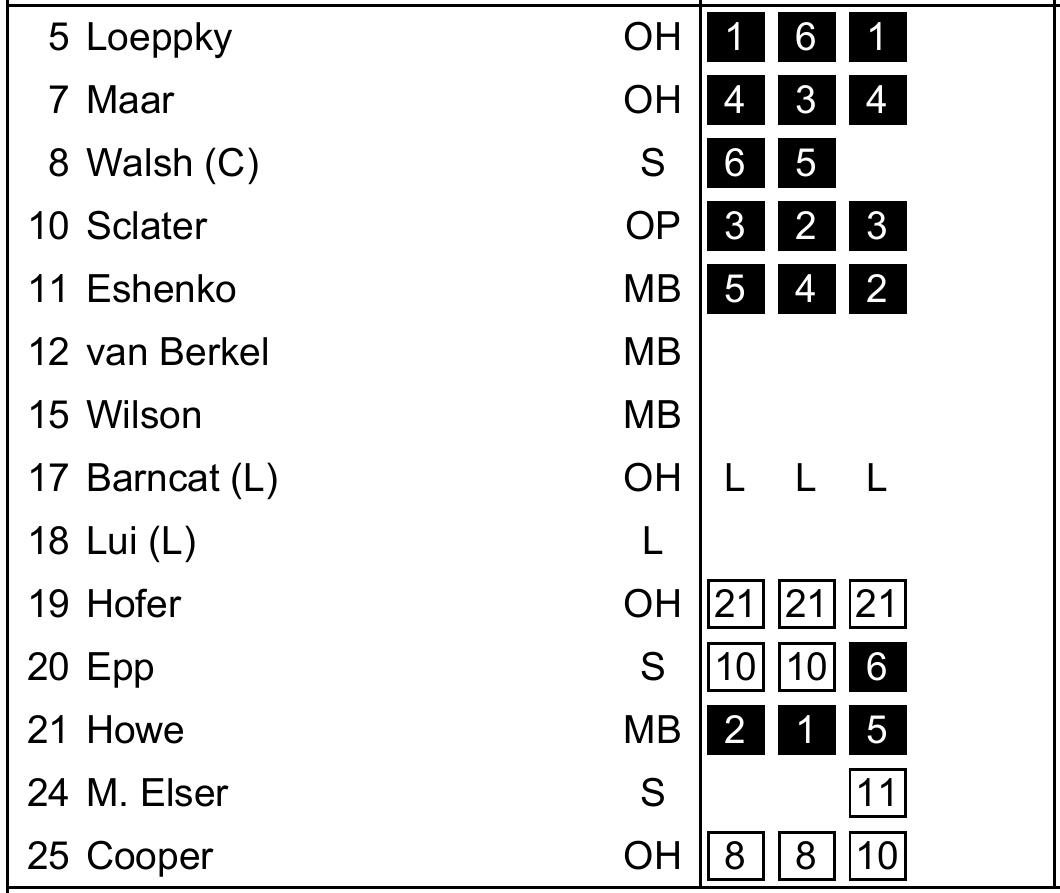 5 Loeppky OH 1 6 1
7 Maar OH 4 3 4
8 Walsh (C) S 6 5
10 Sclater OP 3 2 3
11 Eshenko MB 5 4 2
12 van Berkel MB
15 Wilson MB
17 Barncat (L) OH L L L
18 Lui (L) L
19 Hofer OH 21 21 21
20 Epp S 10 10 6
21 Howe MB 2 1 5
24 M. Elser S 11
25 Cooper OH 8 8 10